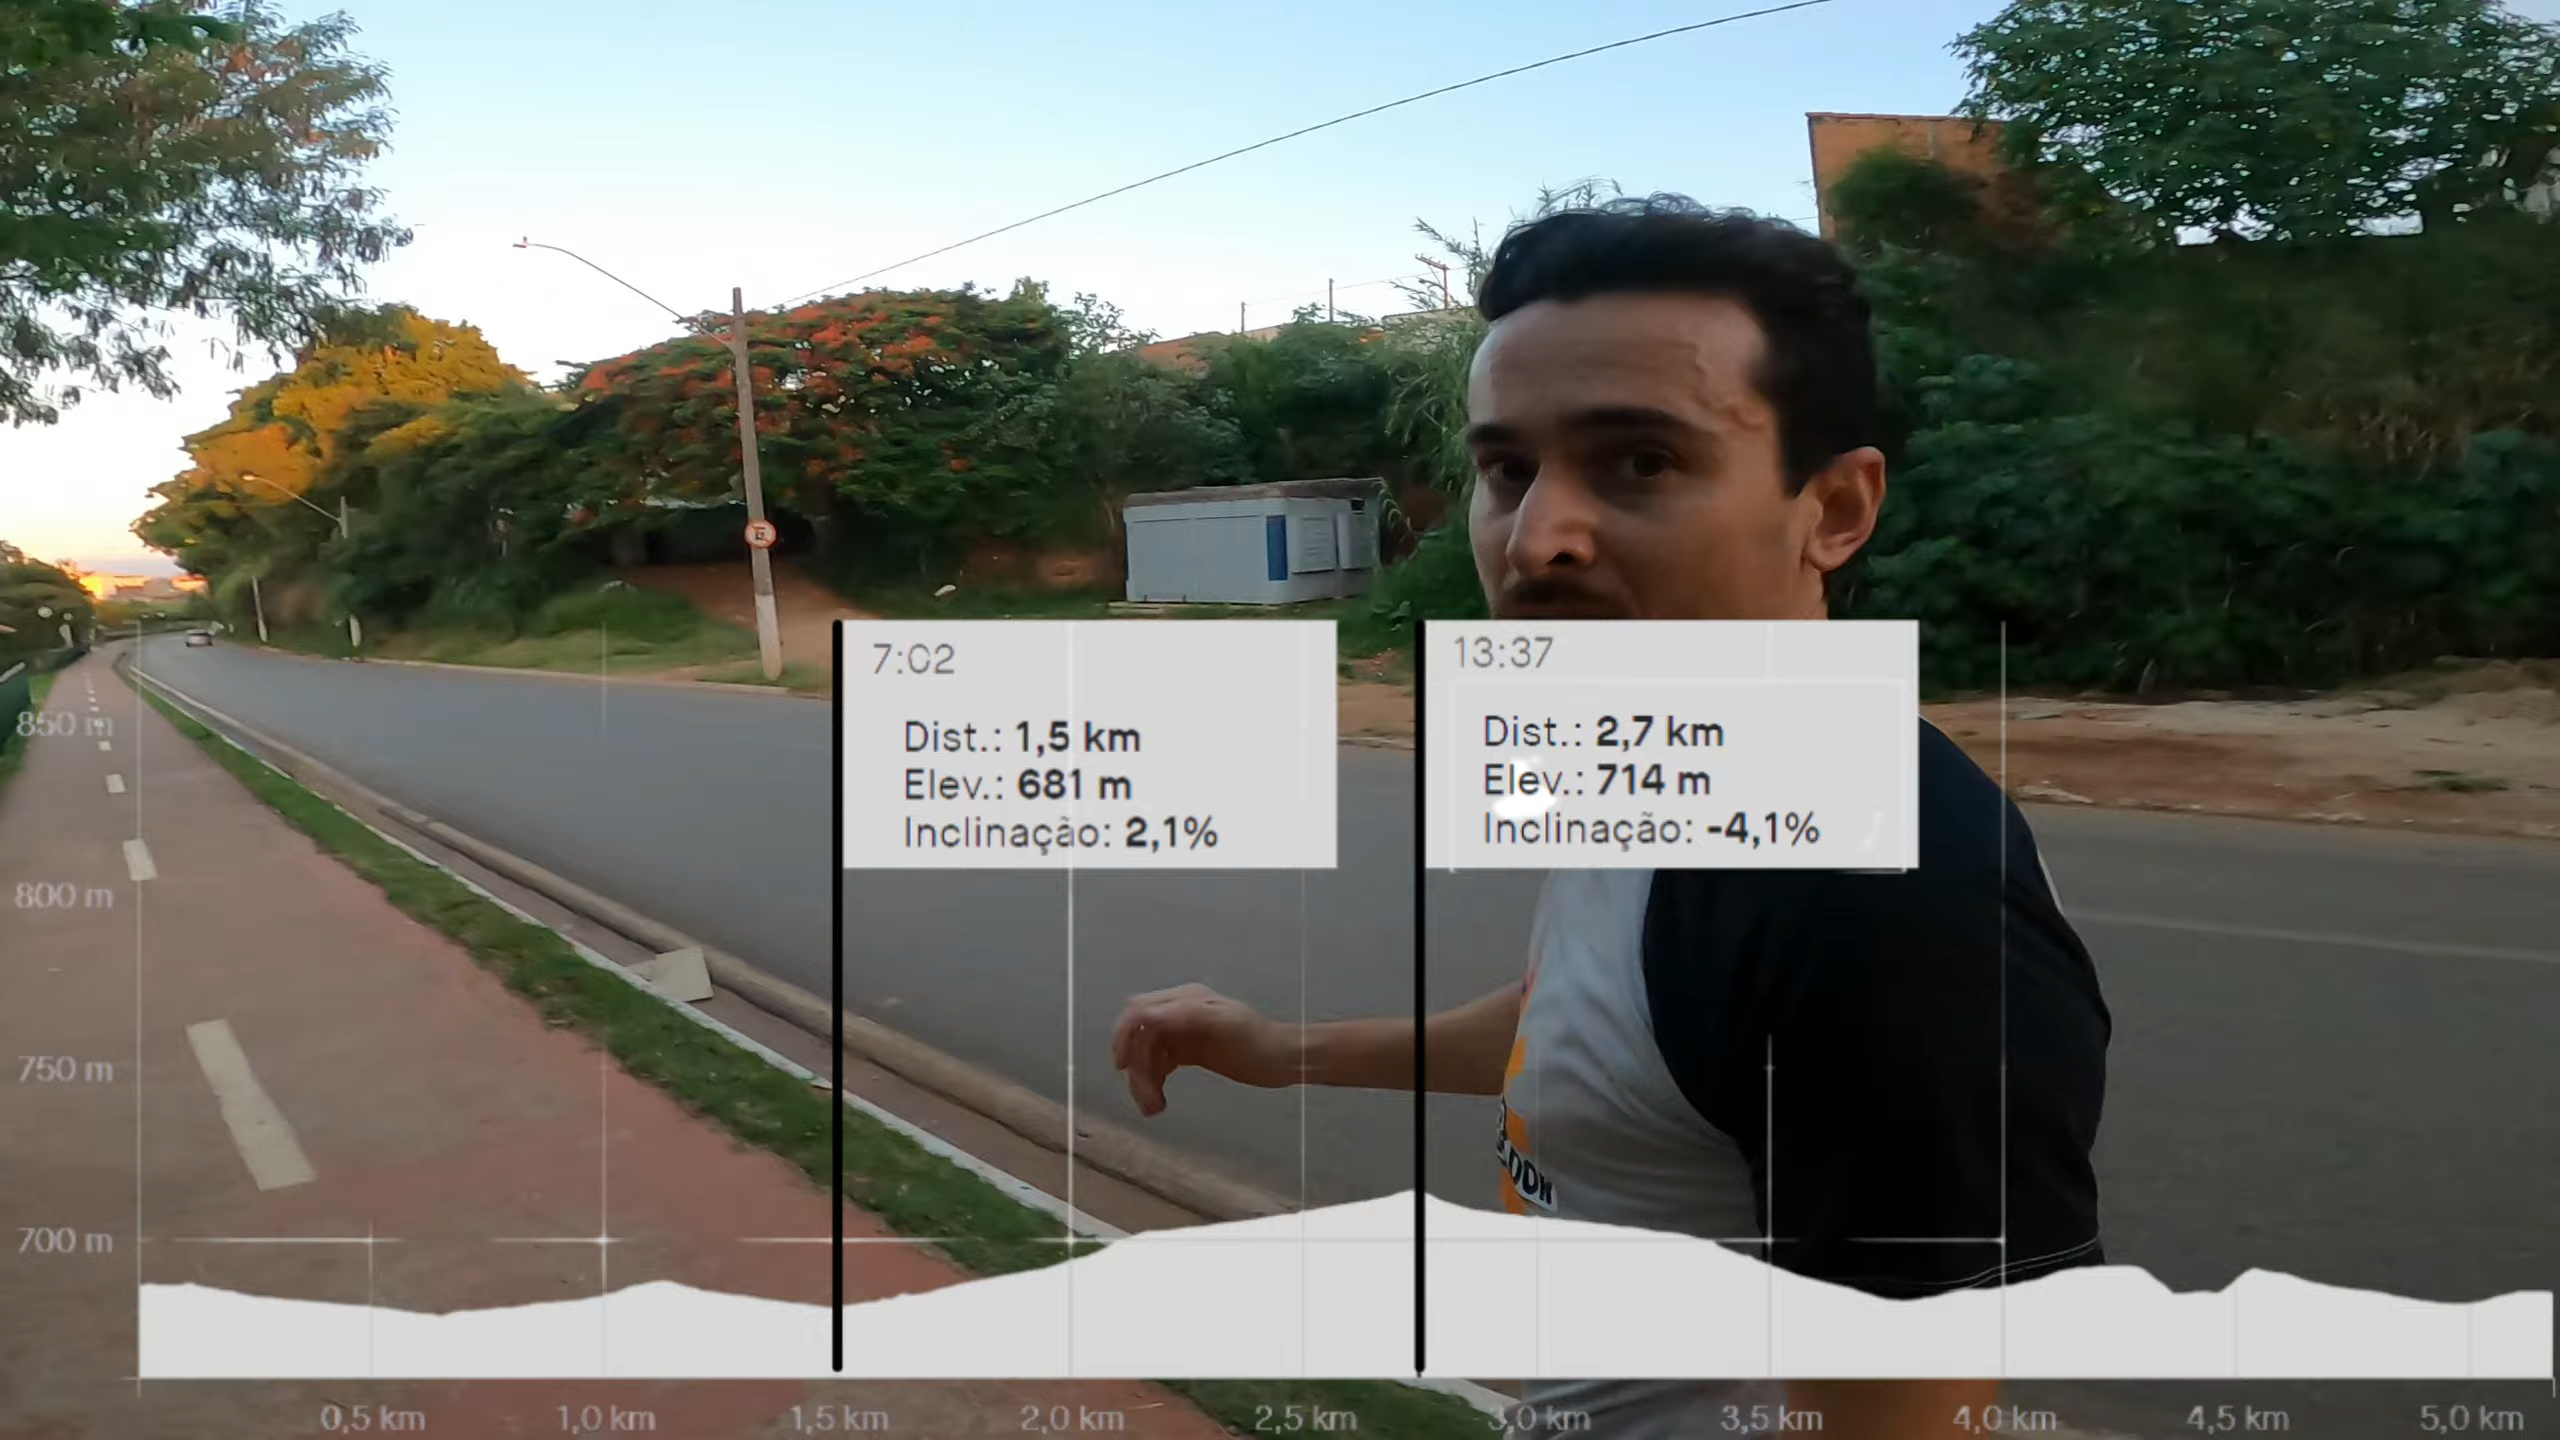 7:02
Dist.: 1,5 km
Elev.: 681 m
Inclinação: 2,1%
13:37
Dist.: 2,7 km
Elev.: 714 m
Inclinação: -4,1%
850 m
800 m
750 m
700 m
0,5 km
1,0 km
1,5 km
2,0 km
2,5 km
3,0 km
3,5 km
4,0 km
4,5 km
5,0 km